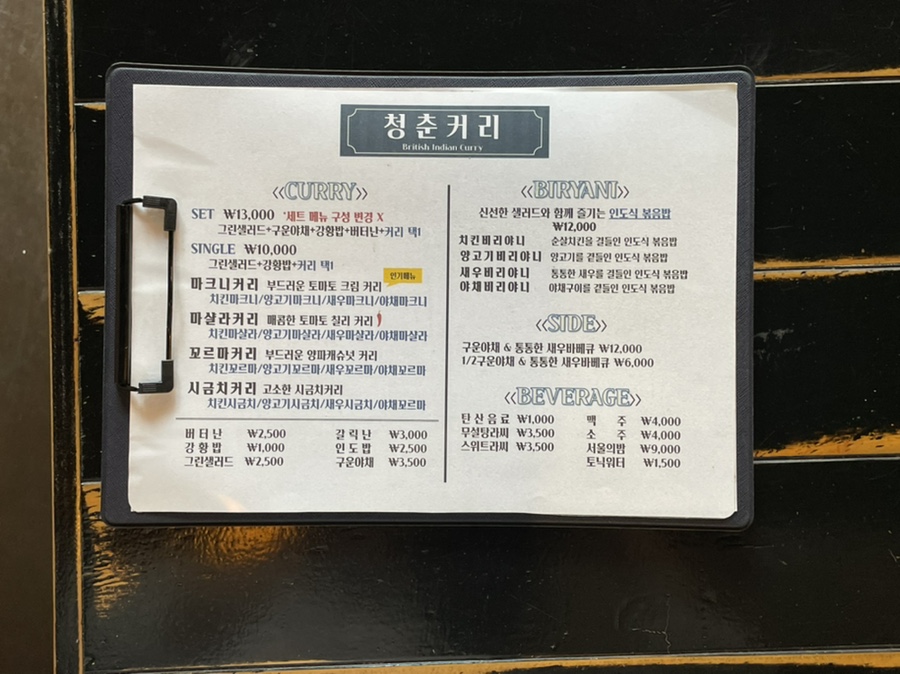 청춘커리
British Indian Curry
《CURRY》
SET ₩13,000 *세트 메뉴 구성 변경 X
그린샐러드+구운야채+강황밥+버터난+커리 택1
SINGLE ₩10,000
그린샐러드+강황밥+커리 택1
인기메뉴
마크니커리 부드러운 토마토 크림 커리
치킨마크니/양고기마크니/새우마크니/야채마크니
마살라커리 매콤한 토마토 칠리 커리
치킨마살라/양고기마살라/새우마살라/야채마살라
꼬르마커리 부드러운 양파캐슈넛 커리
치킨꼬르마/양고기꼬르마/새우꼬르마/야채꼬르마
시금치커리 고소한 시금치커리
치킨시금치/양고기시금치/새우시금치/야채꼬르마
버터난 ₩2,500 갈릭난 ₩3,000
강황밥 ₩1,000 인도밥 ₩2,500
그린샐러드 ₩2,500 구운야채 ₩3,500
《BIRYANI》
신선한 샐러드와 함께 즐기는 인도식 볶음밥
₩12,000
치킨비리야니 순살치킨을 곁들인 인도식 볶음밥
양고기비리야니 양고기를 곁들인 인도식 볶음밥
새우비리야니 통통한 새우를 곁들인 인도식 볶음밥
야채비리야니 야채구이를 곁들인 인도식 볶음밥
《SIDE》
구운야채 & 통통한 새우바베큐 ₩12,000
1/2구운야채 & 통통한 새우바베큐 ₩6,000
《BEVERAGE》
탄산음료 ₩1,000 맥 주 ₩4,000
무설탕라씨 ₩3,500 소 주 ₩4,000
스위트라씨 ₩3,500 서울의밤 ₩9,000
토닉워터 ₩1,500